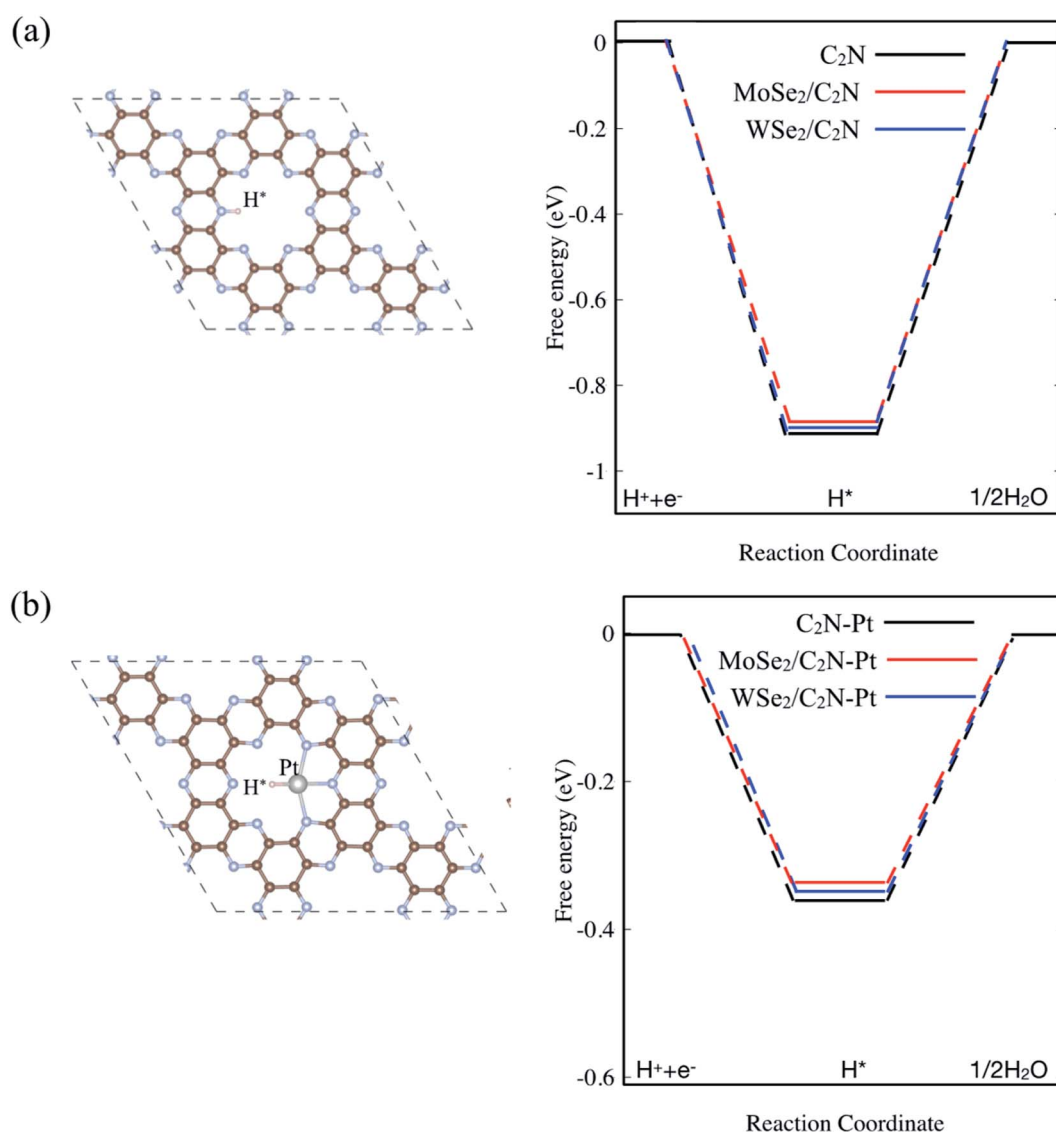 (a)
H*
0
-0.2
-0.4
-0.6
-0.8
-1
Free energy (eV)
C₂N
MoSe₂/C₂N
WSe₂/C₂N
H⁺+e⁻ H* 1/2H₂O
Reaction Coordinate
(b)
Pt
H*
0
-0.2
-0.4
-0.6
Free energy (eV)
C₂N-Pt
MoSe₂/C₂N-Pt
WSe₂/C₂N-Pt
H⁺+e⁻ H* 1/2H₂O
Reaction Coordinate